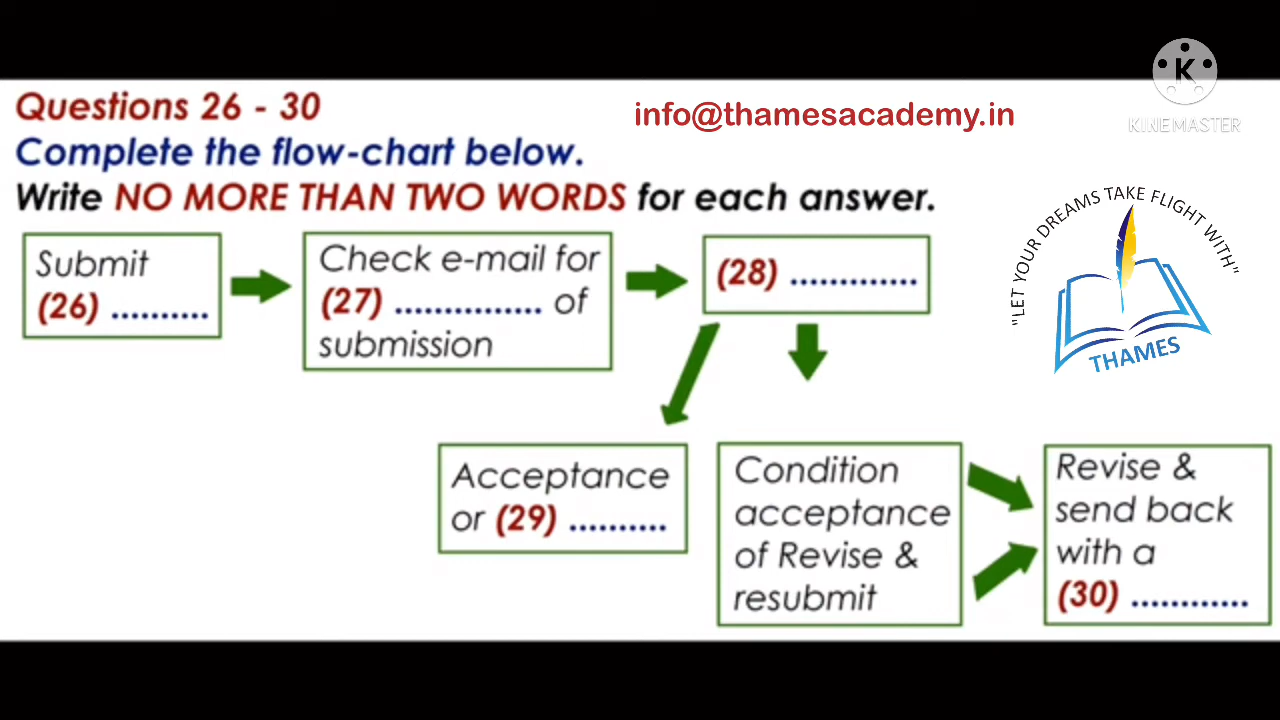 Questions 26 - 30
info@thamesacademy.in
K
KINEMASTER
Complete the flow-chart below.
Write NO MORE THAN TWO WORDS for each answer.
"LET YOUR DREAMS TAKE FLIGHT WITH"
THAMES
Submit
(26) ..........
Check e-mail for
(27) ............... of
submission
(28) .............
Acceptance
or (29) ..........
Condition
acceptance
of Revise &
resubmit
Revise &
send back
with a
(30) ............